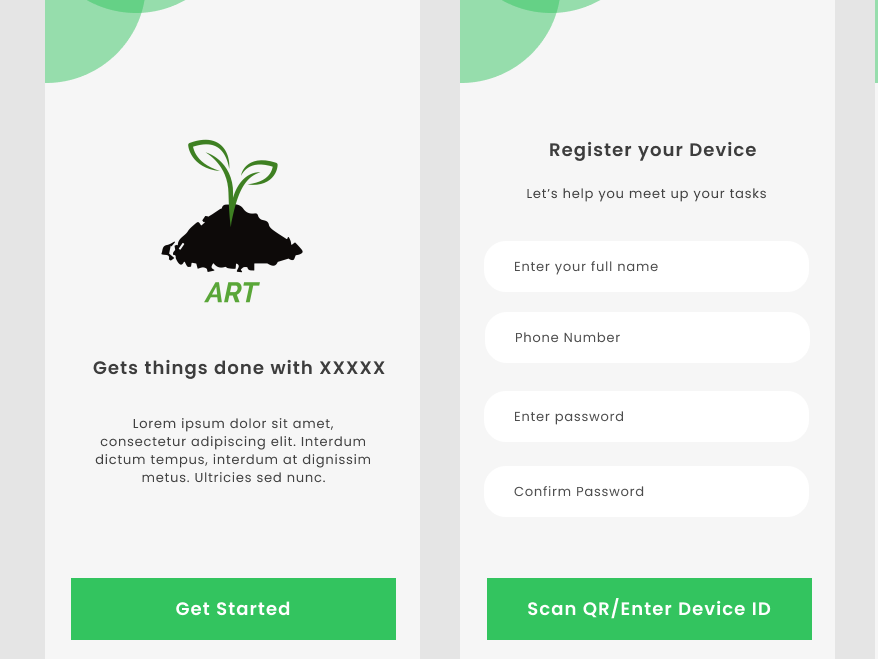 ART
Gets things done with XXXXX
Lorem ipsum dolor sit amet,
consectetur adipiscing elit. Interdum
dictum tempus, interdum at dignissim
metus. Ultricies sed nunc.
Get Started
Register your Device
Let’s help you meet up your tasks
Enter your full name
Phone Number
Enter password
Confirm Password
Scan QR/Enter Device ID